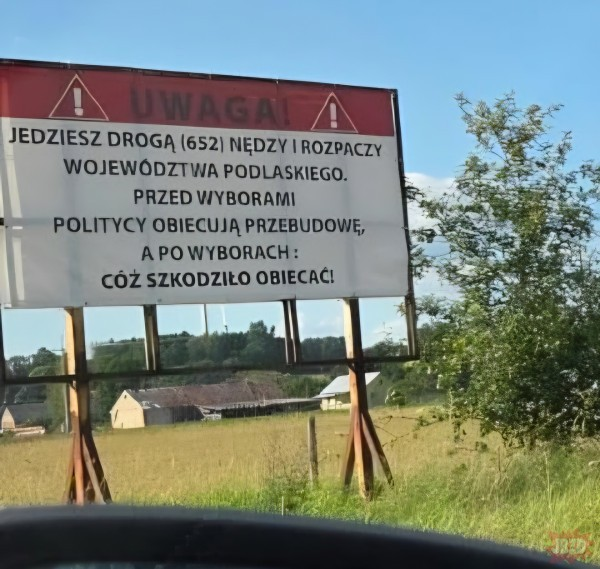 UWAGA!
JEDZIESZ DROGĄ (652) NĘDZY I ROZPACZY
WOJEWÓDZTWA PODLASKIEGO.
PRZED WYBORAMI
POLITYCY OBIECUJĄ PRZEBUDOWĘ,
A PO WYBORACH :
CÓŻ SZKODZIŁO OBIECAĆ!